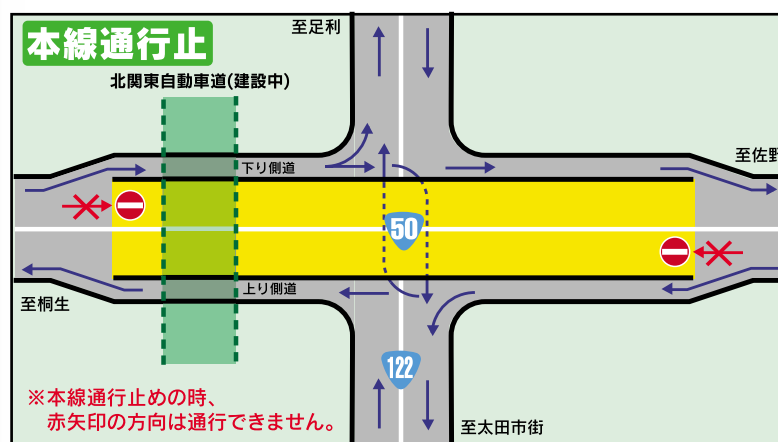 至足利
本線通行止
北関東自動車道(建設中)
下り側道
至佐野
50
上り側道
至桐生
122
※本線通行止めの時、
赤矢印の方向は通行できません。
至太田市街